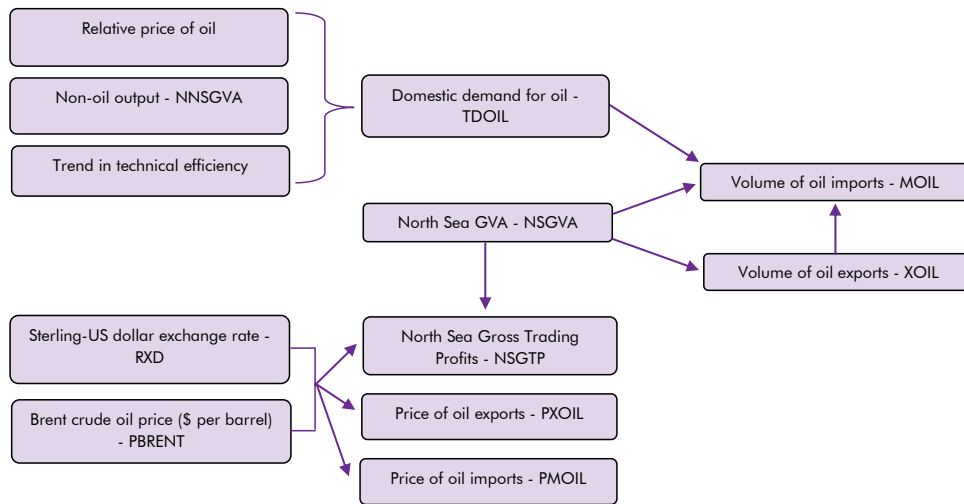 Relative price of oil
Non-oil output - NNSGVA
Trend in technical efficiency
Domestic demand for oil -
TDOIL
Volume of oil imports - MOIL
North Sea GVA - NSGVA
Volume of oil exports - XOIL
Sterling-US dollar exchange rate -
RXD
Brent crude oil price ($ per barrel)
- PBRENT
North Sea Gross Trading
Profits - NSGTP
Price of oil exports - PXOIL
Price of oil imports - PMOIL